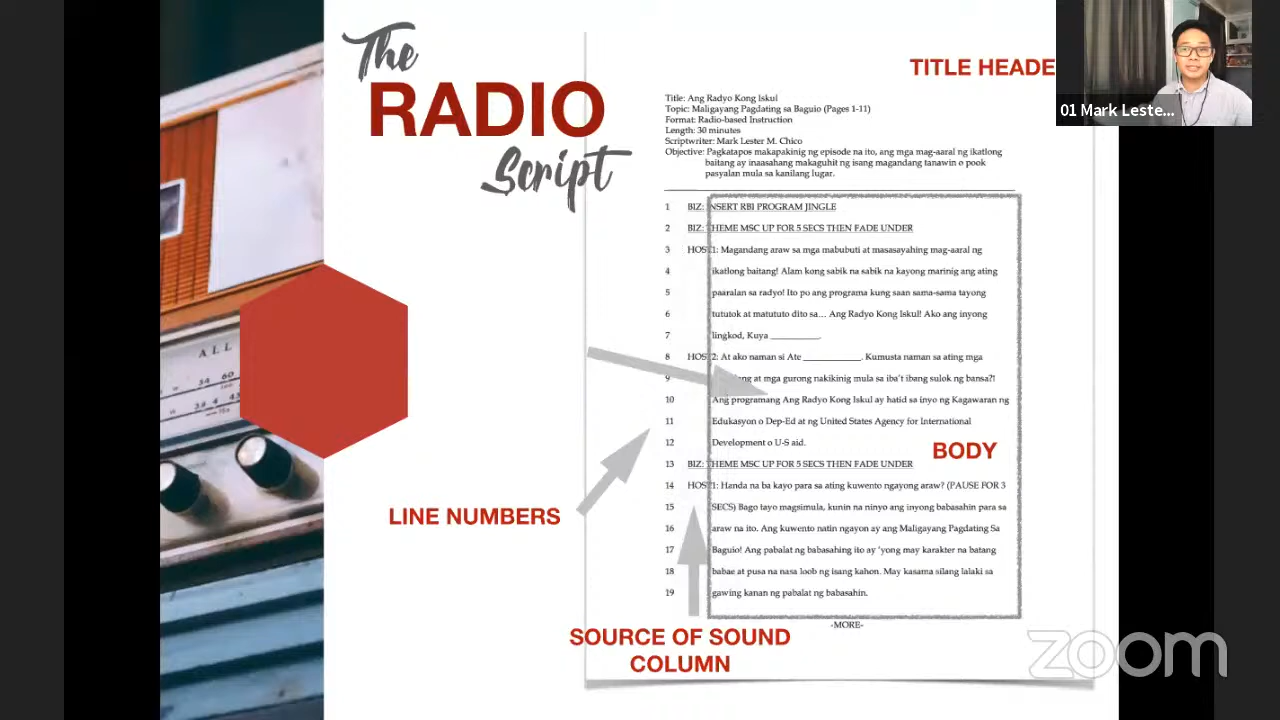 The
RADIO
Script
TITLE HEADE
01 Mark Leste...
Title: Ang Radyo Kong Iskul
Topic: Maligayang Pagdating sa Baguio (Pages 1-11)
Format: Radio-based Instruction
Length: 30 minutes
Scriptwriter: Mark Lester M. Chico
Objective: Pagkatapos makapakinig ng episode na ito, ang mga mag-aaral ng ikatlong
baitang ay inaasahang makaguhit ng isang magandang tanawin o pook
pasyalan mula sa kanilang lugar.
1 BIZ: INSERT RBI PROGRAM JINGLE
2 BIZ: THEME MSC UP FOR 5 SECS THEN FADE UNDER
3 HOST1: Magandang araw sa mga mabubuti at masasayahing mag-aaral ng
4 ikatlong baitang! Alam kong sabik na sabik na kayong marinig ang ating
5 paaralan sa radyo! Ito po ang programa kung saan sama-sama tayong
6 tututok at matututo dito sa... Ang Radyo Kong Iskul! Ako ang inyong
7 lingkod, Kuya __________.
8 HOST2: At ako naman si Ate ____________. Kumusta naman sa ating mga
9 at mga gurong nakikinig mula sa iba't ibang sulok ng bansa?!
10 Ang programang Ang Radyo Kong Iskul ay hatid sa inyo ng Kagawaran ng
11 Edukasyon o Dep-Ed at ng United States Agency for International
12 Development o U-S aid.
13 BIZ: THEME MSC UP FOR 5 SECS THEN FADE UNDER
14 HOST1: Handa na ba kayo para sa ating kuwento ngayong araw? (PAUSE FOR 3
15 SECS) Bago tayo magsimula, kunin na ninyo ang inyong babasahin para sa
16 araw na ito. Ang kuwento natin ngayon ay ang Maligayang Pagdating Sa
17 Baguio! Ang pabalat ng babasahing ito ay 'yong may karakter na batang
18 babae at pusa na nasa loob ng isang kahon. May kasama silang lalaki sa
19 gawing kanan ng pabalat ng babasahin.
-MORE-
BODY
LINE NUMBERS
SOURCE OF SOUND
COLUMN
ALL
zoom